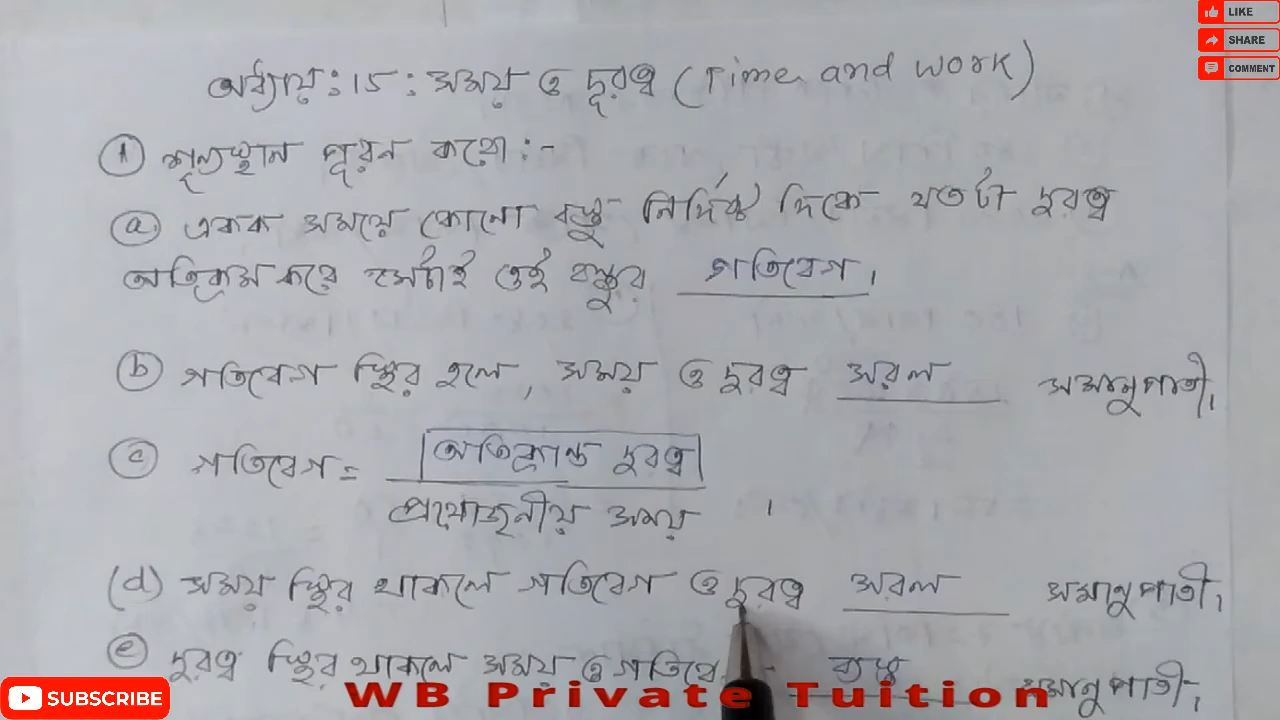 অধ্যায়ঃ ১৫ : সময় ও দূরত্ব (Time and work)
① শূন্যস্থান পূরন করো :-
ⓐ একক সময়ে কোনো বস্তু নির্দিষ্ট দিকে যতটা দূরত্ব
অতিক্রম করে সেটাই ওই বস্তুর গতিবেগ।
ⓑ গতিবেগ স্থির হলে, সময় ও দুরত্ব সরল সমানুপাতী।
ⓒ গতিবেগ = অতিক্রান্ত দুরত্ব
প্রয়োজনীয় সময় ।
(d) সময় স্থির থাকলে গতিবেগ ও দুরত্ব সরল সমানুপাতী।
ⓔ দুরত্ব স্থির থাকলে সময় ও গতিবে ব্যস্ত সমানুপাতী।
LIKE
SHARE
COMMENT
SUBSCRIBE
WB Private Tuition